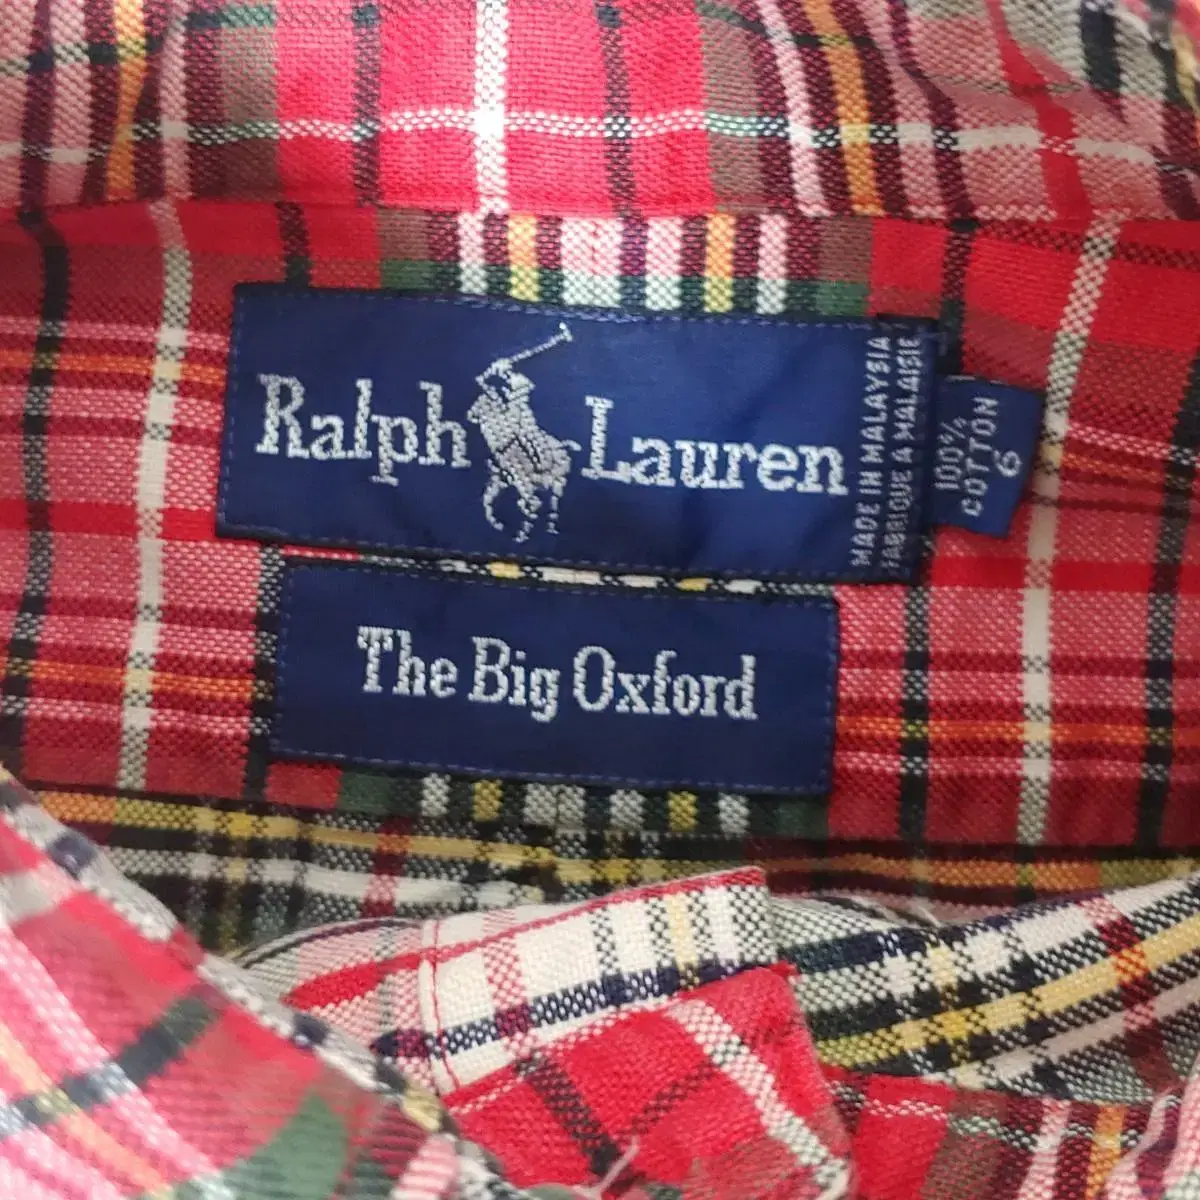 Ralph Lauren
MADE IN MALAYSIA
FABRIQUE A MALAISIE
100%
COTTON
6
The Big Oxford